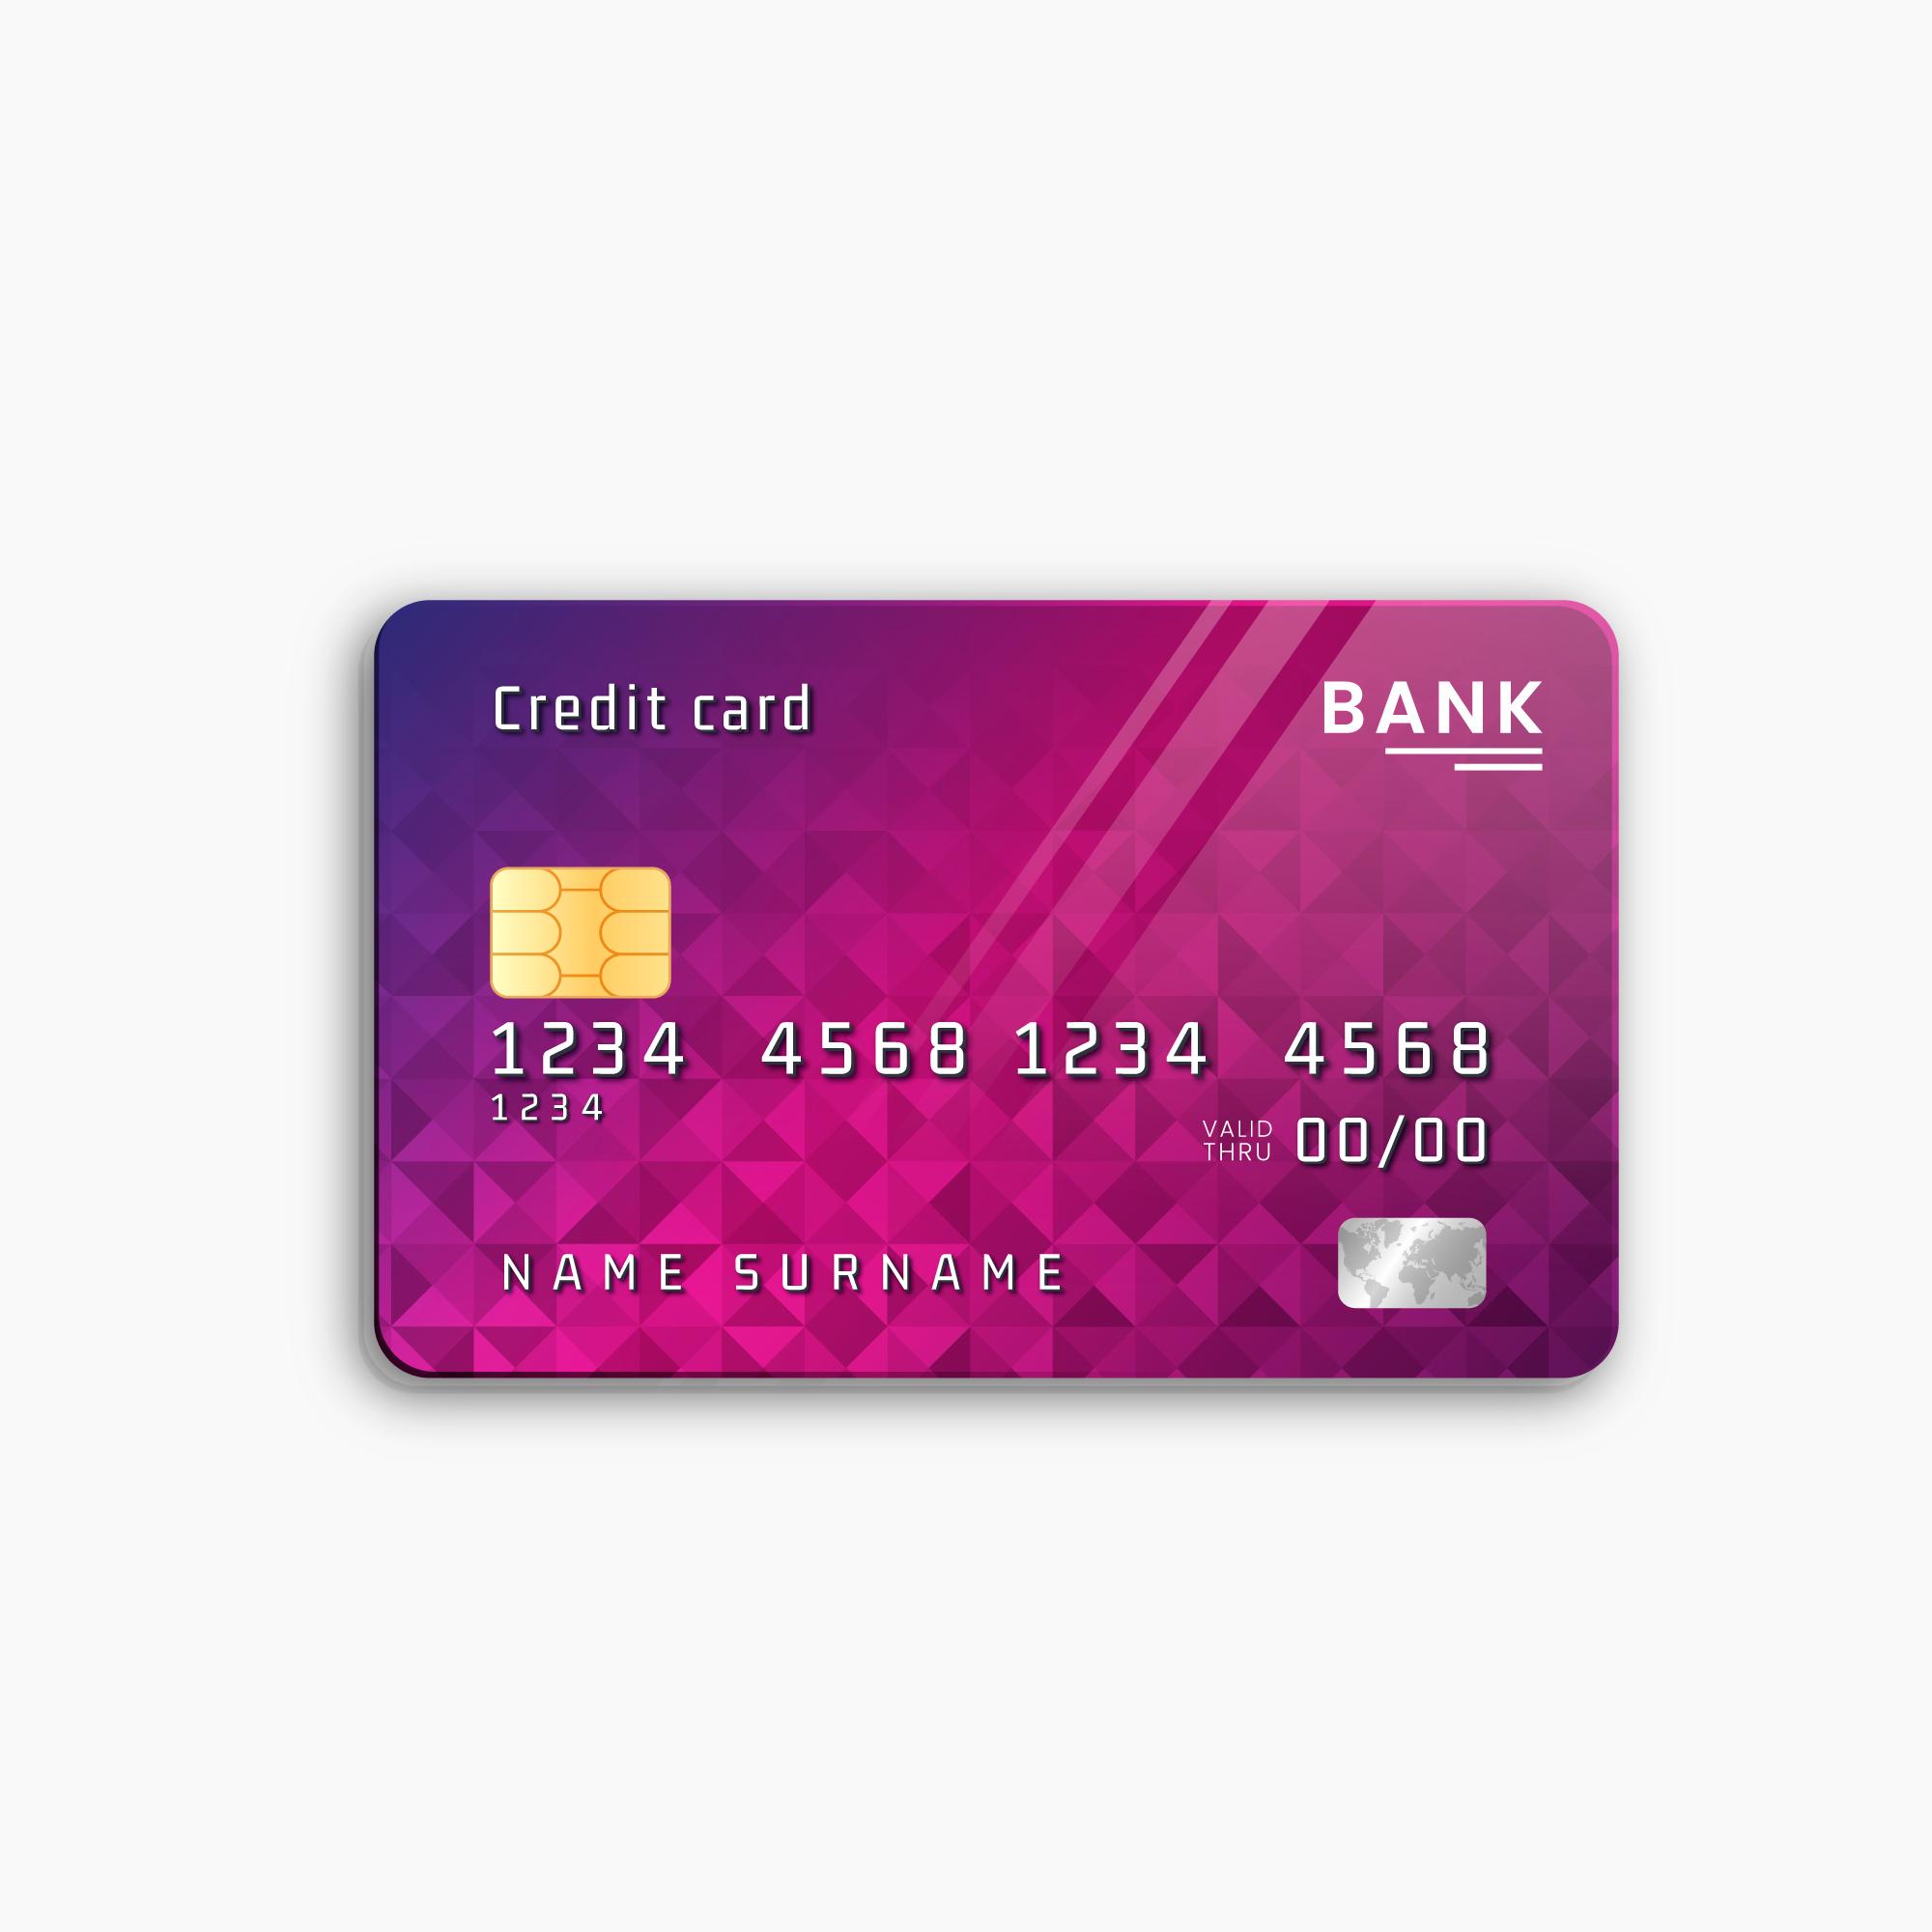 Credit card
BANK
1234 4568 1234 4568
1234
VALID
THRU
00/00
NAME SURNAME